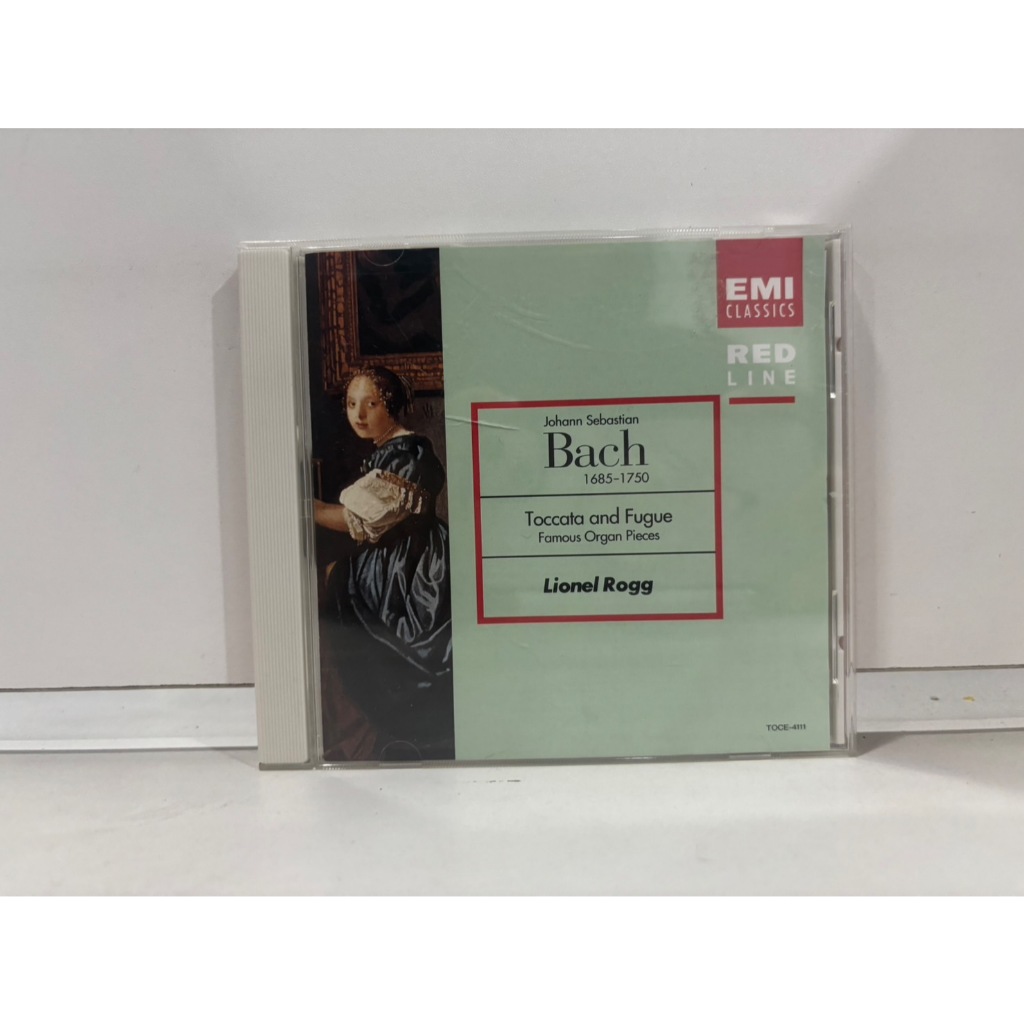 EMI
CLASSICS
RED
LINE
Johann Sebastian
Bach
1685–1750
Toccata and Fugue
Famous Organ Pieces
Lionel Rogg
TOCE-4111